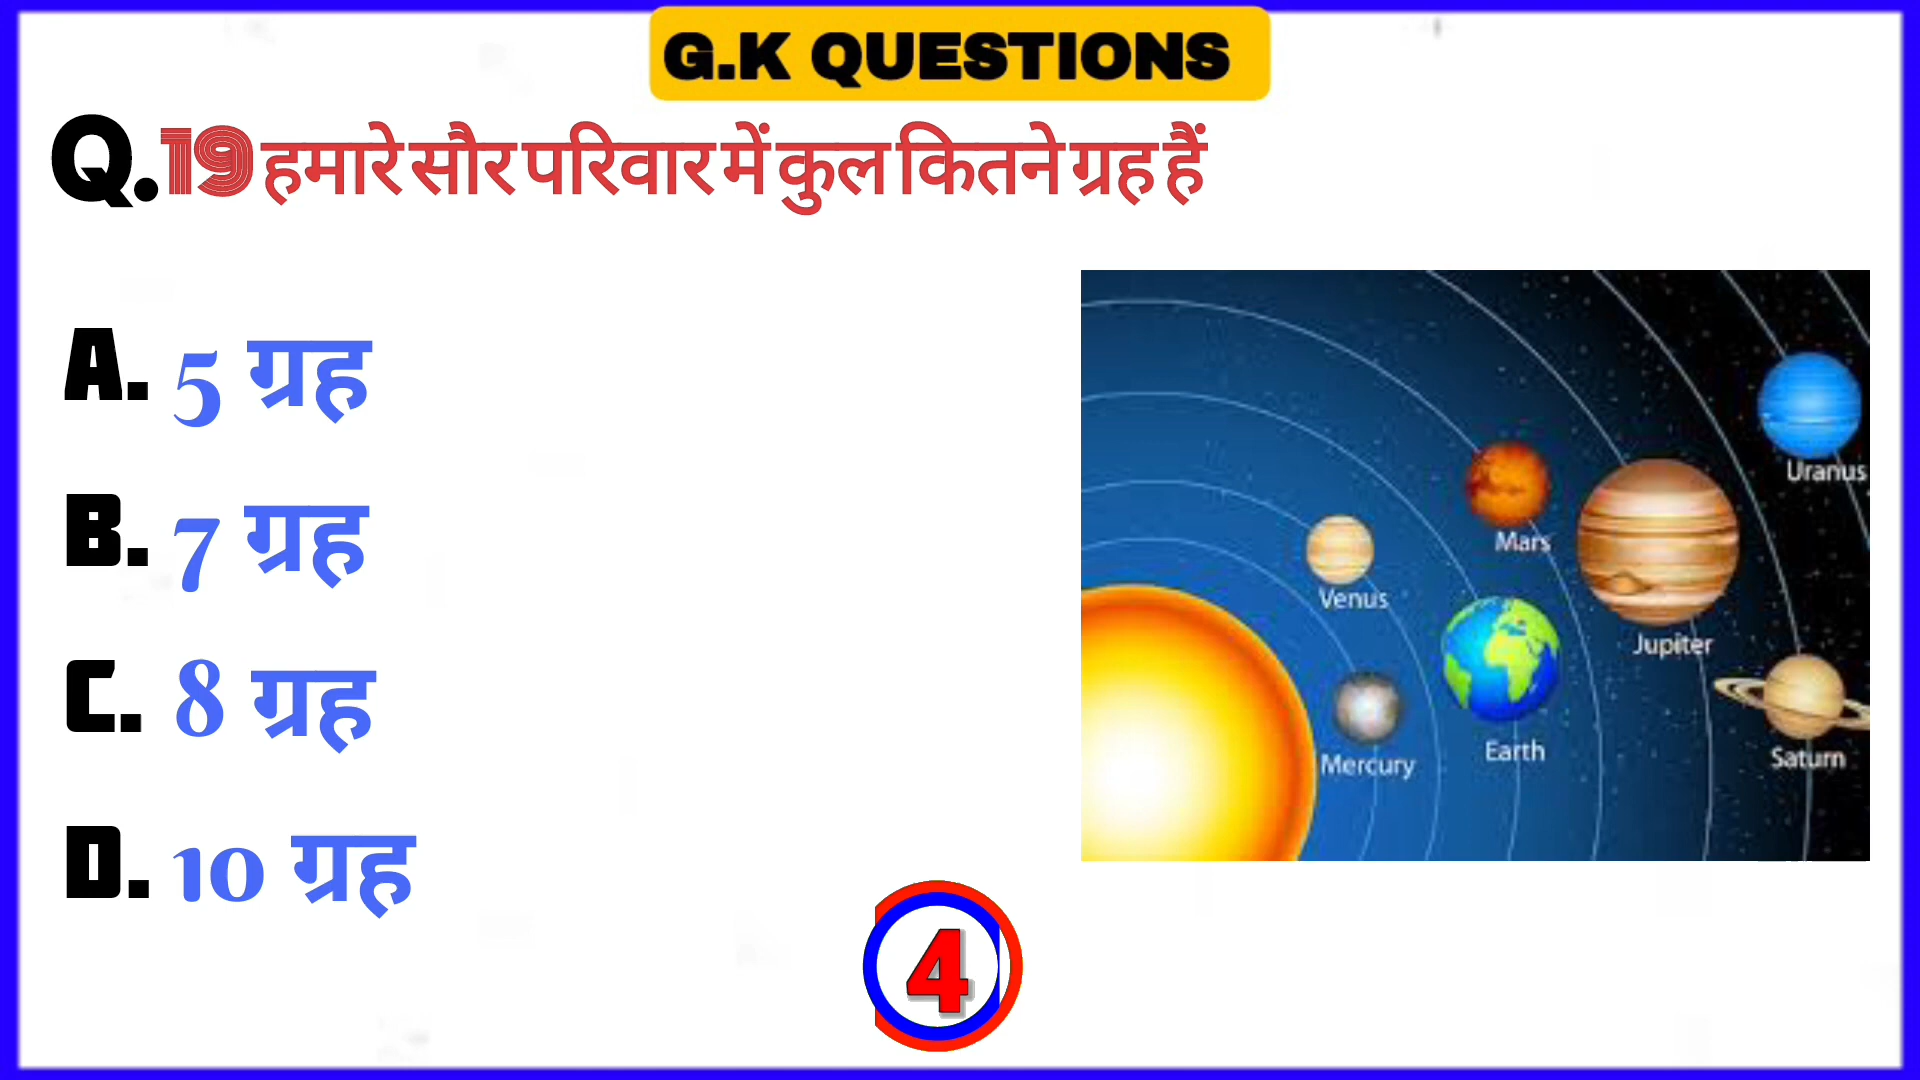 G.K QUESTIONS
Q.19 हमारे सौर परिवार में कुल कितने ग्रह हैं
A. 5 ग्रह
B. 7 ग्रह
C. 8 ग्रह
D. 10 ग्रह
Uranus
Mars
Venus
Jupiter
Earth
Saturn
Mercury
4